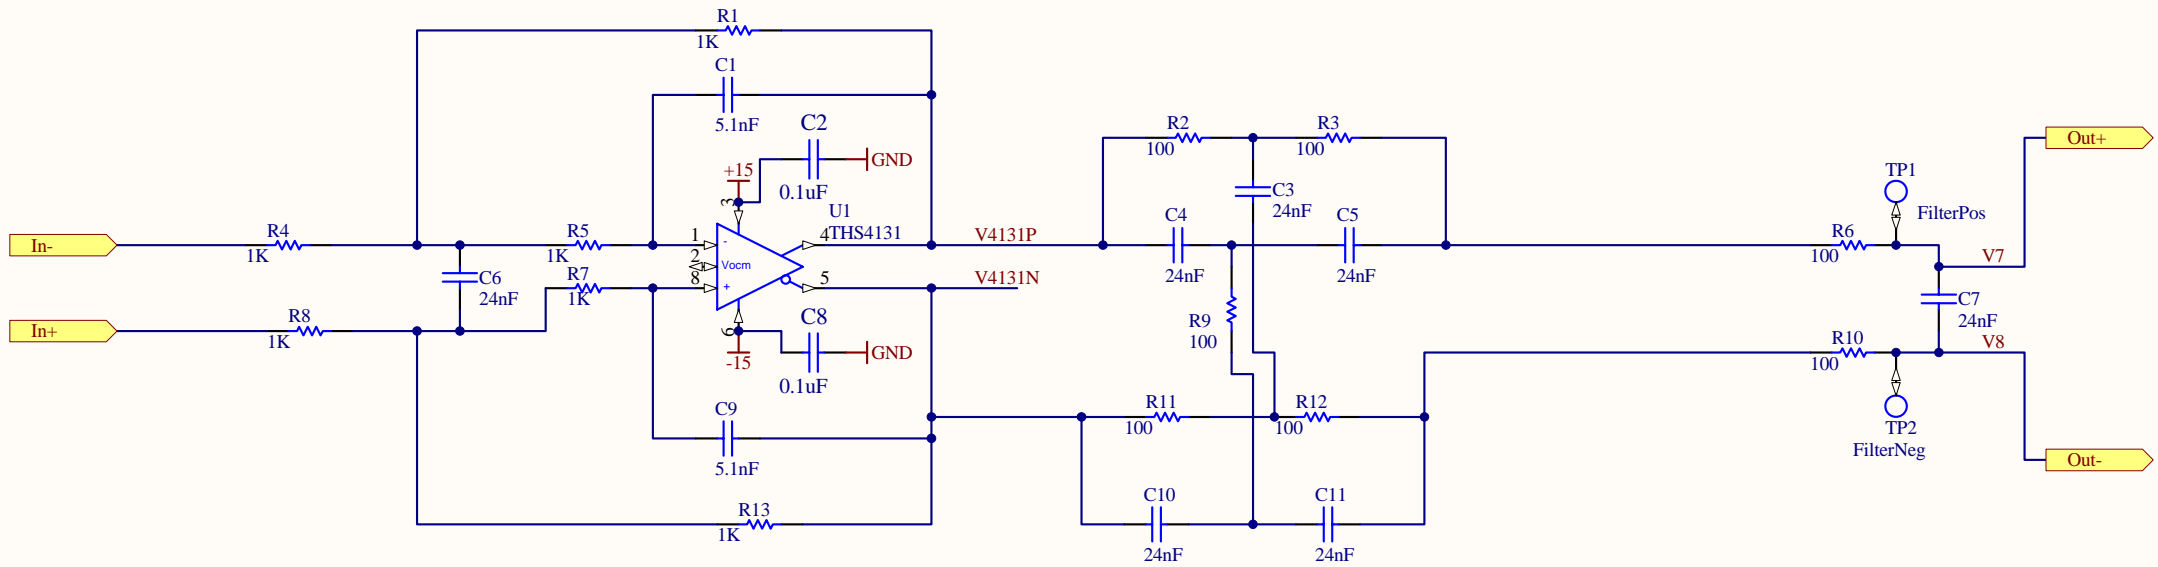 R1
1K
C1
5.1nF
C2
0.1uF
GND
+15
3
U1
THS4131
In-
R4
1K
R5
1K
1
-
2
Vocm
8
+
4
V4131P
5
V4131N
C6
24nF
R7
1K
In+
R8
1K
6
-15
C8
0.1uF
GND
C9
5.1nF
R13
1K
R2
100
R3
100
C3
24nF
C4
24nF
C5
24nF
R9
100
R11
100
R12
100
C10
24nF
C11
24nF
R6
100
TP1
FilterPos
V7
Out+
C7
24nF
R10
100
V8
TP2
FilterNeg
Out-